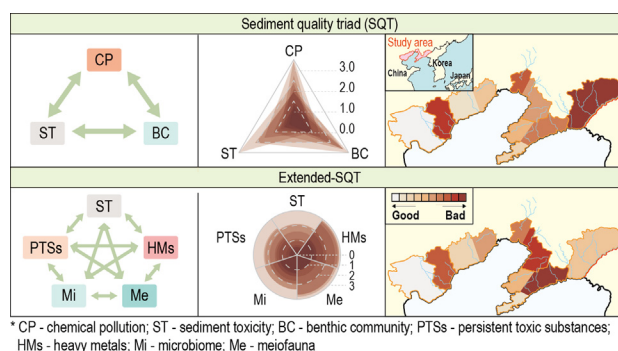 Sediment quality triad (SQT)
CP
ST
BC
CP
3.0
2.0
1.0
0.0
ST
BC
Study area
Korea
China
Japan
Extended-SQT
ST
PTSs
HMs
Mi
Me
ST
PTSs
HMs
0
1
2
3
Mi
Me
Good
Bad
* CP - chemical pollution; ST - sediment toxicity; BC - benthic community; PTSs - persistent toxic substances;
HMs - heavy metals; Mi - microbiome; Me - meiofauna